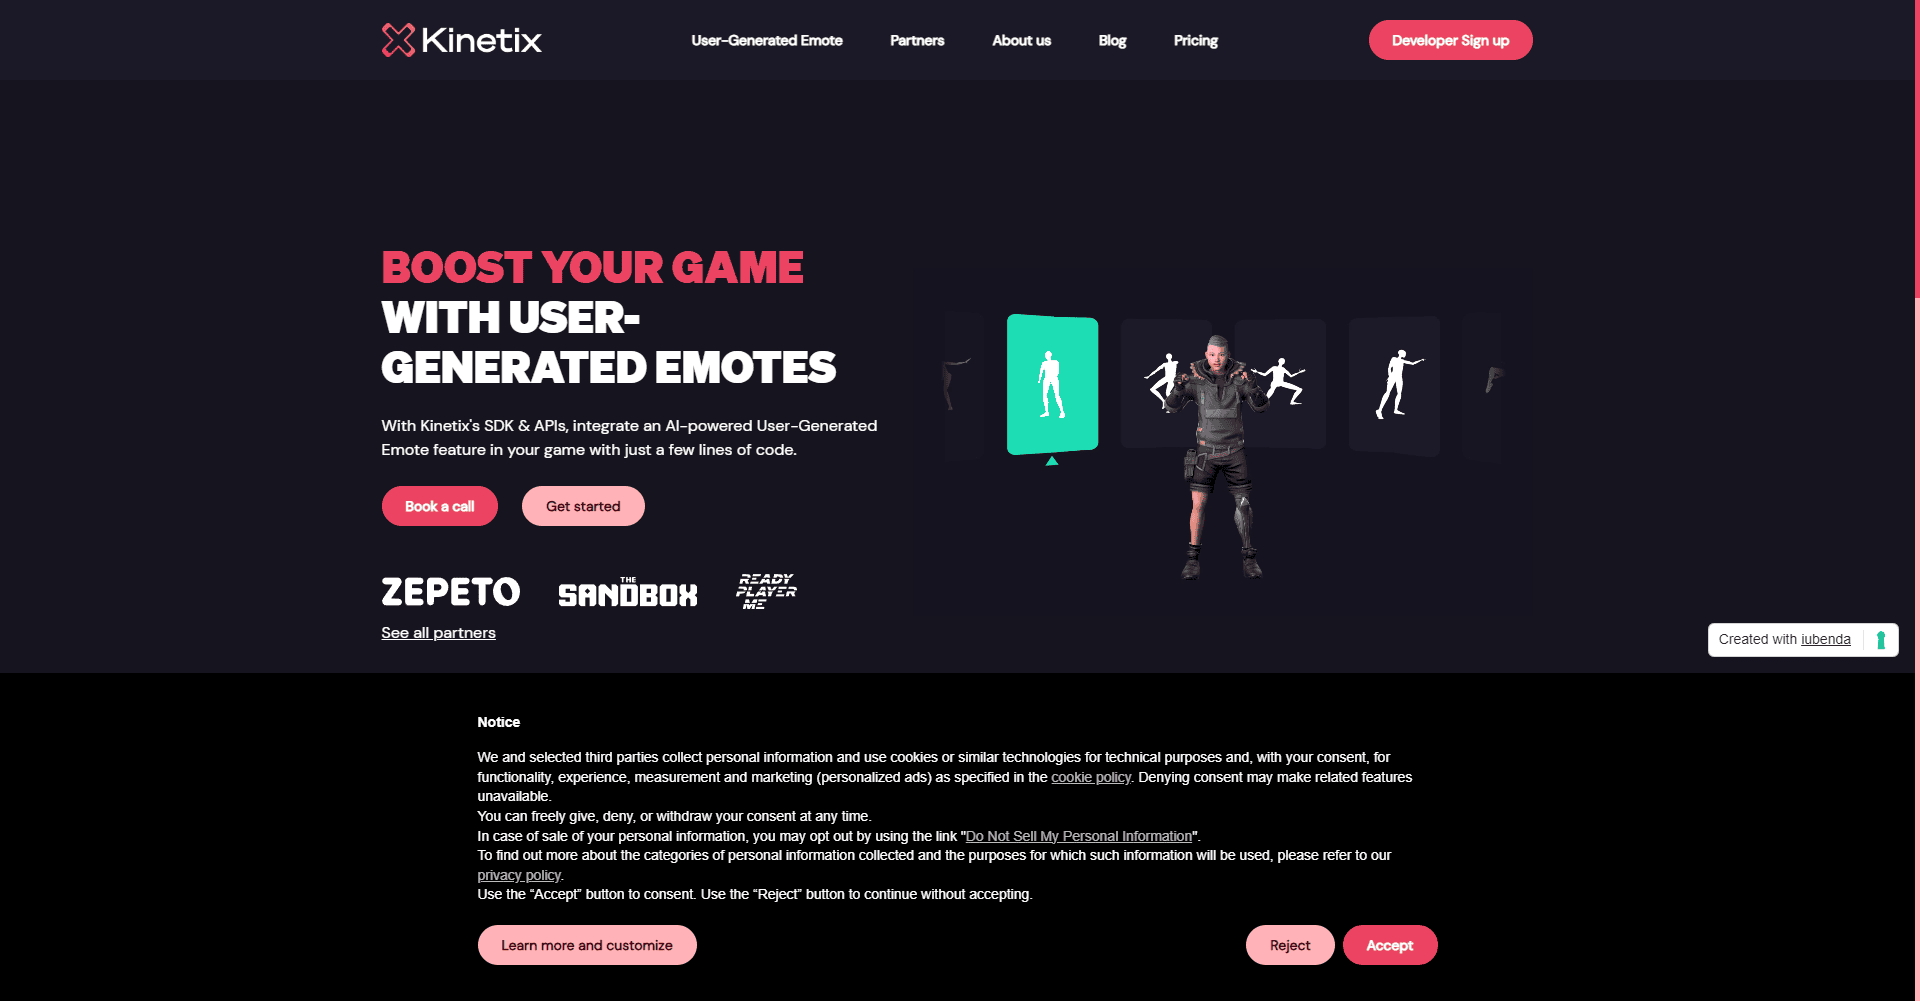 Kinetix
User-Generated Emote
Partners
About us
Blog
Pricing
Developer Sign up
BOOST YOUR GAME
WITH USER-
GENERATED EMOTES
With Kinetix's SDK & APIs, integrate an AI-powered User-Generated
Emote feature in your game with just a few lines of code.
Book a call
Get started
ZEPETO
THE
SANDBOX
READY
PLAYER
ME
See all partners
Created with iubenda
Notice
We and selected third parties collect personal information and use cookies or similar technologies for technical purposes and, with your consent, for
functionality, experience, measurement and marketing (personalized ads) as specified in the cookie policy. Denying consent may make related features
unavailable.
You can freely give, deny, or withdraw your consent at any time.
In case of sale of your personal information, you may opt out by using the link "Do Not Sell My Personal Information".
To find out more about the categories of personal information collected and the purposes for which such information will be used, please refer to our
privacy policy.
Use the “Accept” button to consent. Use the “Reject” button to continue without accepting.
Learn more and customize
Reject
Accept